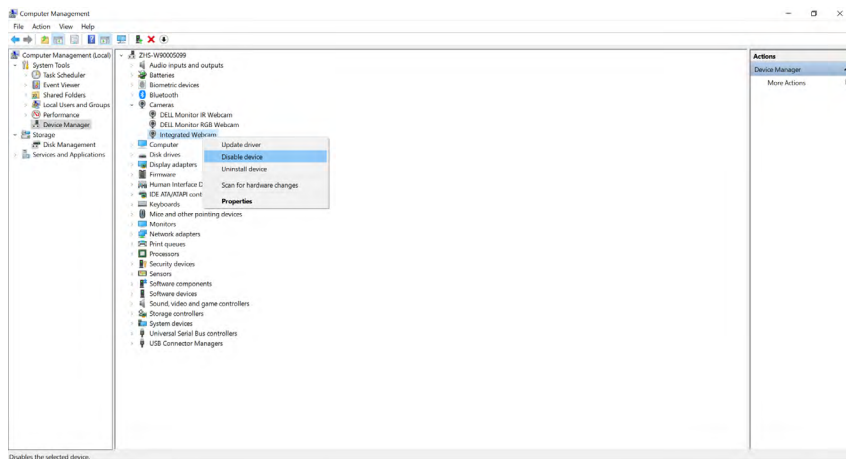 Computer Management
File Action View Help
Computer Management (Local)
System Tools
Task Scheduler
Event Viewer
Shared Folders
Local Users and Groups
Performance
Device Manager
Storage
Disk Management
Services and Applications
ZHS-W90005099
Audio inputs and outputs
Batteries
Biometric devices
Bluetooth
Cameras
DELL Monitor IR Webcam
DELL Monitor RGB Webcam
Integrated Webcam
Computer
Disk drives
Display adapters
Firmware
Human Interface D
IDE ATA/ATAPI cont
Keyboards
Mice and other pointing devices
Monitors
Network adapters
Print queues
Processors
Security devices
Sensors
Software components
Software devices
Sound, video and game controllers
Storage controllers
System devices
Universal Serial Bus controllers
USB Connector Managers
Update driver
Disable device
Uninstall device
Scan for hardware changes
Properties
Actions
Device Manager
More Actions
Disables the selected device.